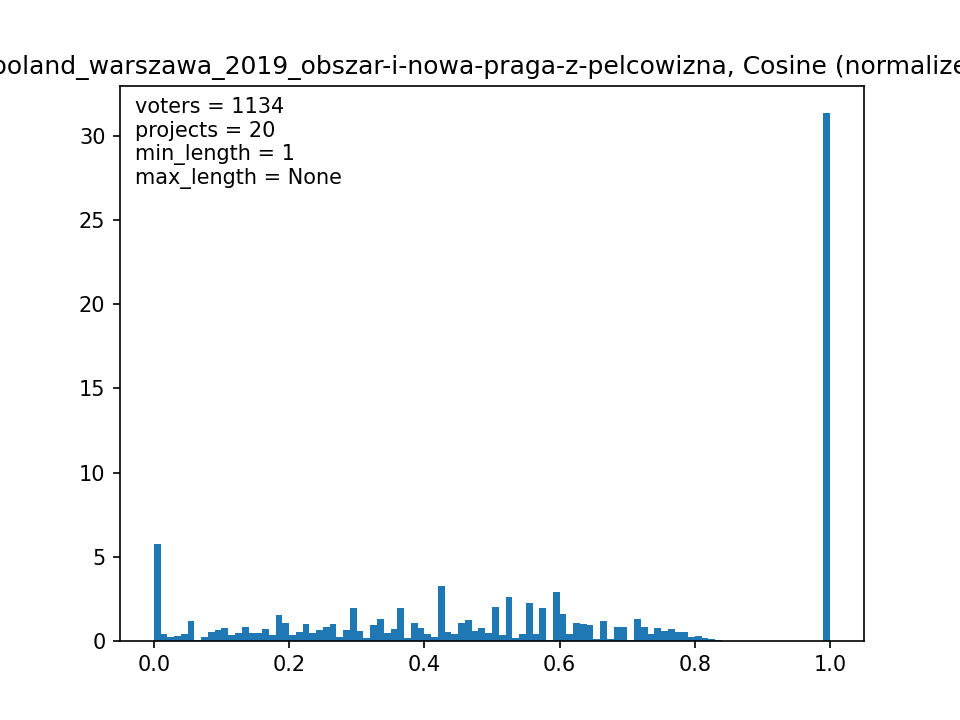 poland_warszawa_2019_obszar-i-nowa-praga-z-pelcowizna, Cosine (normalize
voters = 1134
projects = 20
min_length = 1
max_length = None
30
25
20
15
10
5
0
0.0 0.2 0.4 0.6 0.8 1.0